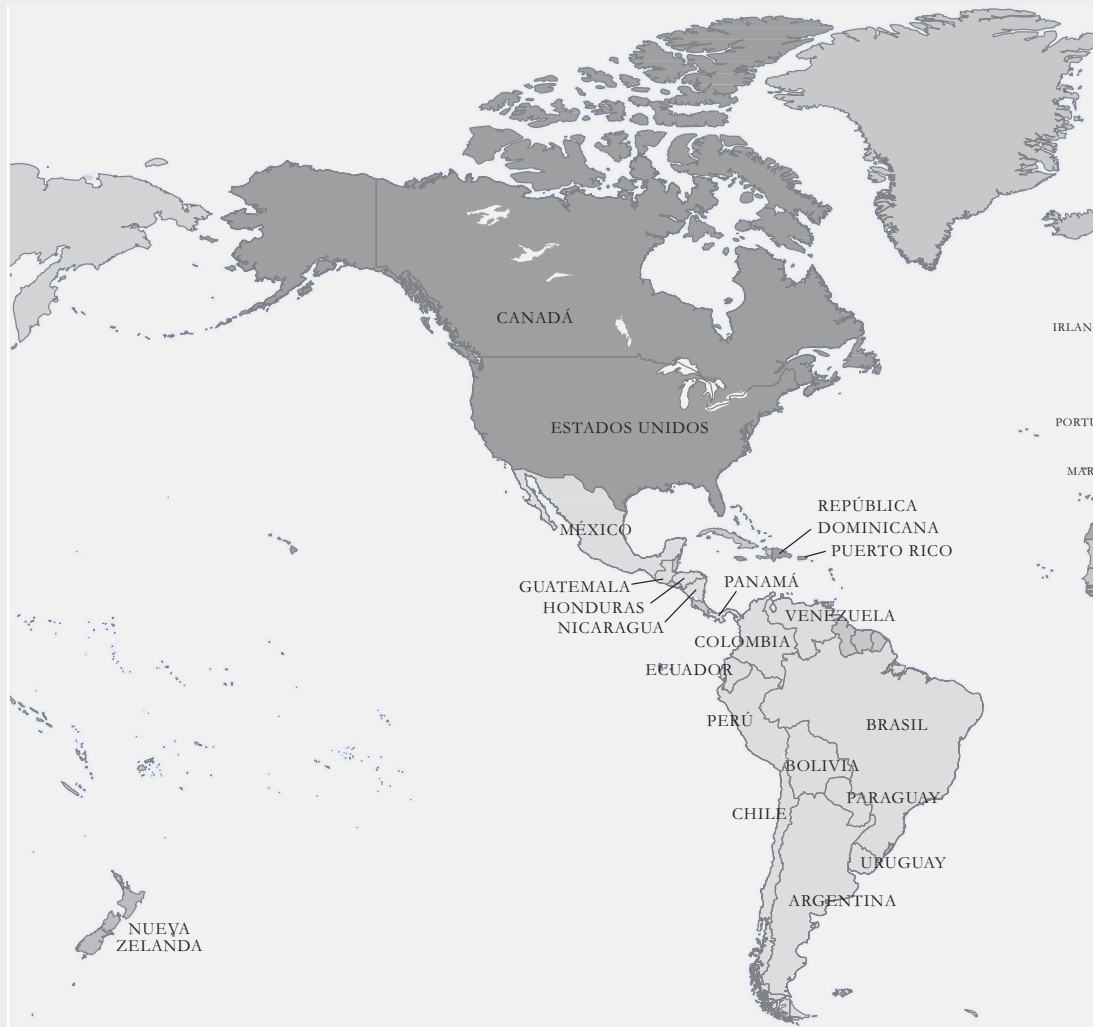 CANADÁ
IRLAN
ESTADOS UNIDOS
PORTU
MAR
REPÚBLICA
DOMINICANA
MÉXICO
PUERTO RICO
GUATEMALA
PANAMÁ
HONDURAS
NICARAGUA
VENEZUELA
COLOMBIA
ECUADOR
PERÚ
BRASIL
BOLIVIA
PARAGUAY
CHILE
URUGUAY
ARGENTINA
NUEVA
ZELANDA